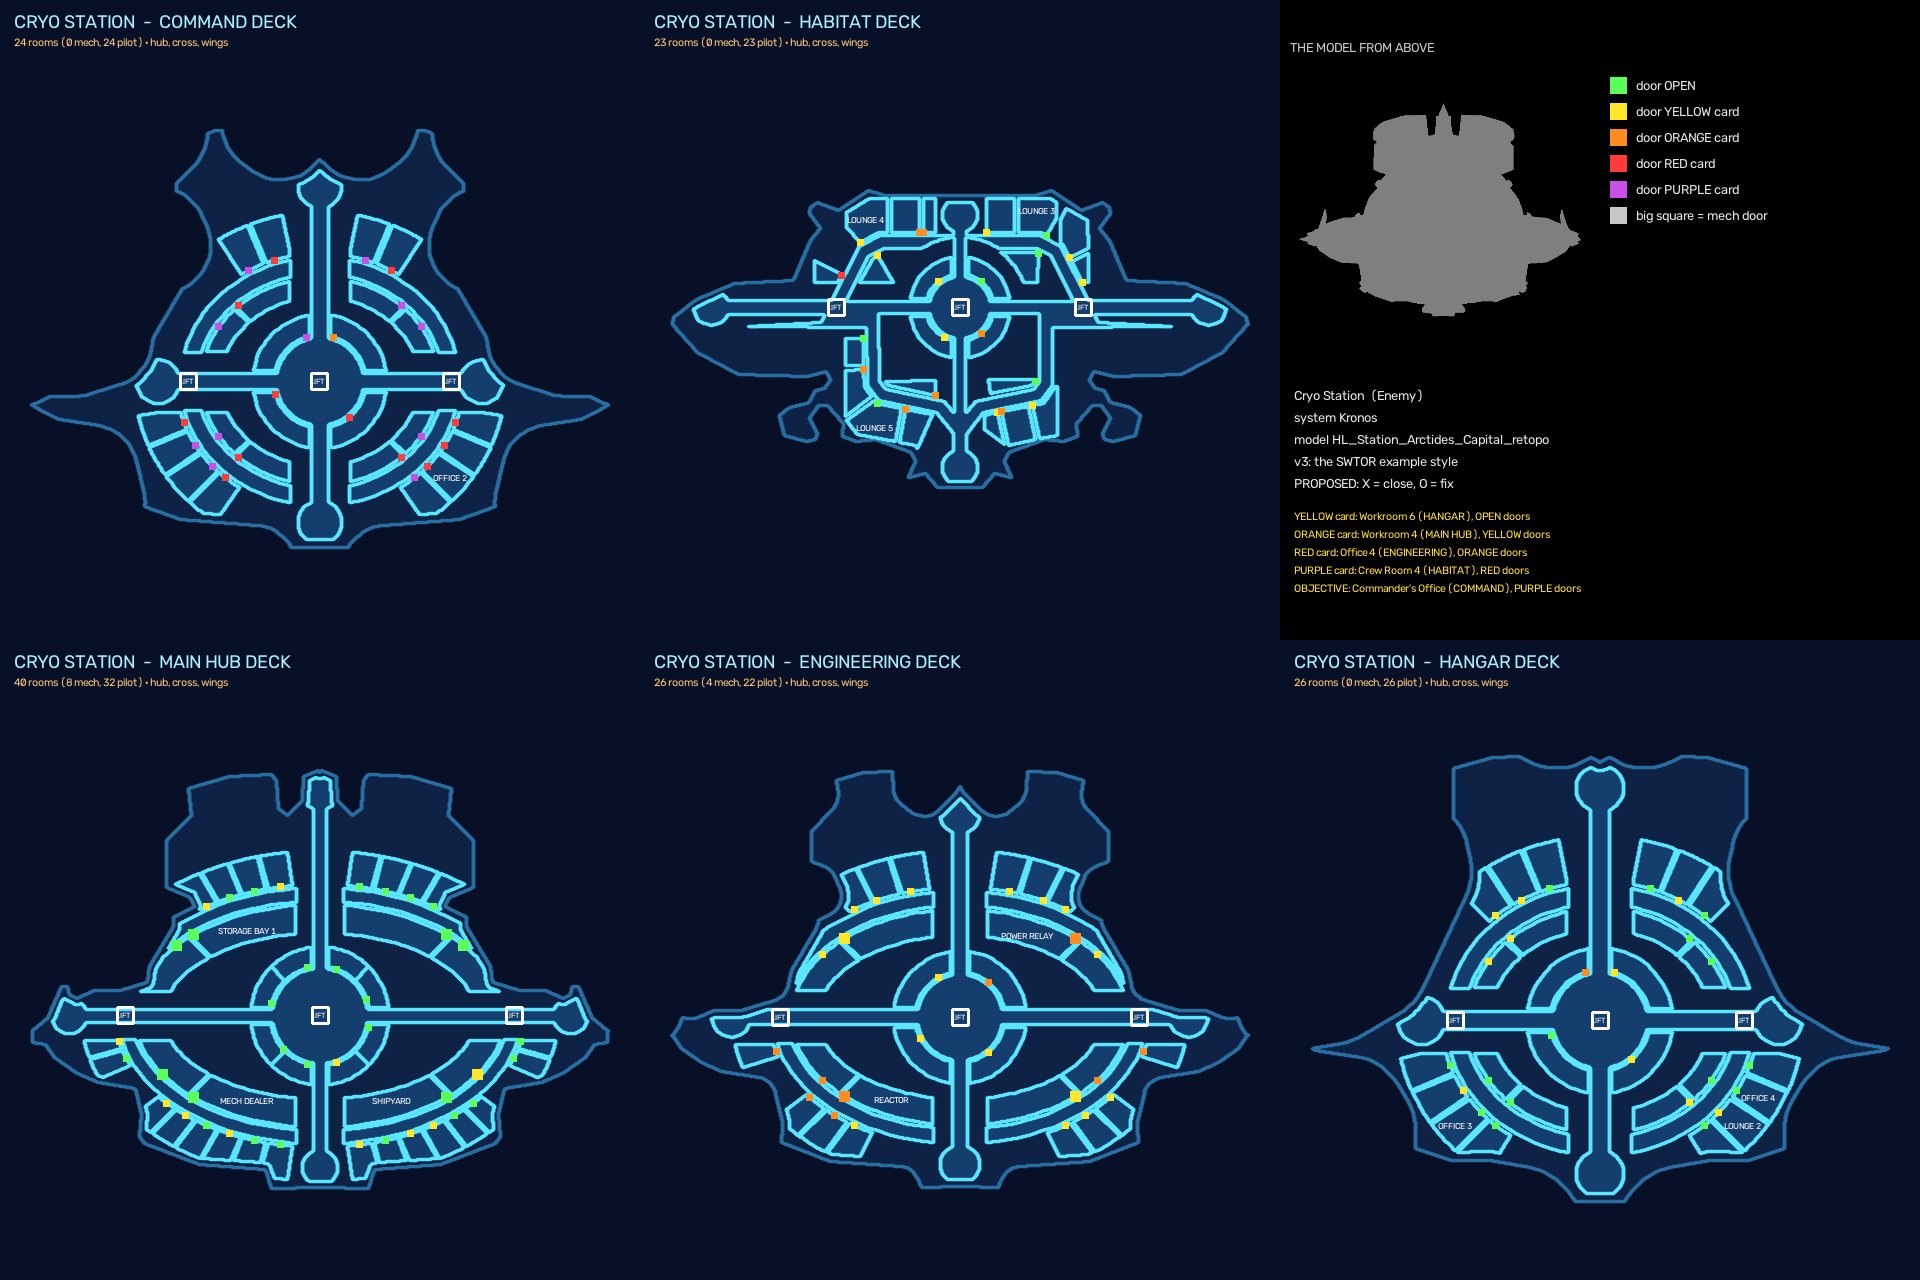 CRYO STATION - COMMAND DECK
24 rooms (0 mech, 24 pilot) • hub, cross, wings
LIFT
LIFT
LIFT
OFFICE 2
CRYO STATION - HABITAT DECK
23 rooms (0 mech, 23 pilot) • hub, cross, wings
LOUNGE 4
LOUNGE 3
LIFT
LIFT
LIFT
LOUNGE 5
THE MODEL FROM ABOVE
door OPEN
door YELLOW card
door ORANGE card
door RED card
door PURPLE card
big square = mech door
Cryo Station (Enemy)
system Kronos
model HL_Station_Arctides_Capital_retopo
v3: the SWTOR example style
PROPOSED: X = close, O = fix
YELLOW card: Workroom 6 (HANGAR), OPEN doors
ORANGE card: Workroom 4 (MAIN HUB), YELLOW doors
RED card: Office 4 (ENGINEERING), ORANGE doors
PURPLE card: Crew Room 4 (HABITAT), RED doors
OBJECTIVE: Commander's Office (COMMAND), PURPLE doors
CRYO STATION - MAIN HUB DECK
40 rooms (8 mech, 32 pilot) • hub, cross, wings
STORAGE BAY 1
LIFT
LIFT
LIFT
MECH DEALER
SHIPYARD
CRYO STATION - ENGINEERING DECK
26 rooms (4 mech, 22 pilot) • hub, cross, wings
POWER RELAY
LIFT
LIFT
LIFT
REACTOR
CRYO STATION - HANGAR DECK
26 rooms (0 mech, 26 pilot) • hub, cross, wings
LIFT
LIFT
LIFT
OFFICE 4
OFFICE 3
LOUNGE 2